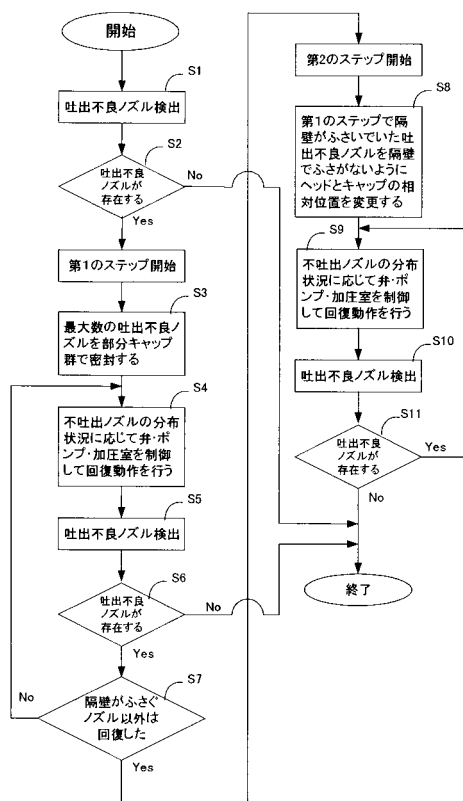 開始
S1
吐出不良ノズル検出
S2
吐出不良
ノズルが
存在する
No
Yes
第1のステップ開始
S3
最大数の吐出不良ノ
ズルを部分キャップ
群で密封する
S4
不吐出ノズルの分布
状況に応じて弁・ポ
ンプ・加圧室を制御
して回復動作を行う
S5
吐出不良ノズル検出
S6
吐出不良
ノズルが
存在する
No
Yes
S7
隔壁がふさぐ
ノズル以外は
回復した
No
Yes
第2のステップ開始
S8
第1のステップで隔
壁がふさいでいた吐
出不良ノズルを隔壁
でふさがないように
ヘッドとキャップの相
対位置を変更する
S9
不吐出ノズルの分布
状況に応じて弁・ポ
ンプ・加圧室を制御
して回復動作を行う
S10
吐出不良ノズル検出
S11
吐出不良
ノズルが
存在する
Yes
No
終了